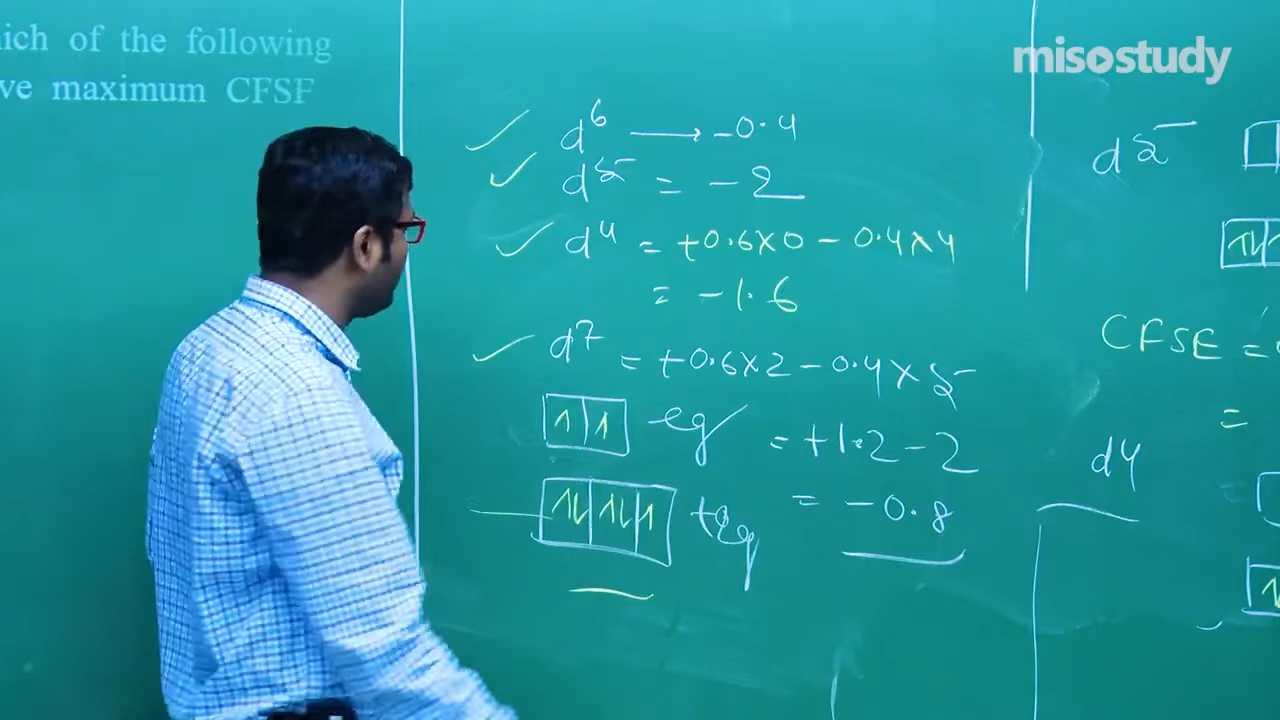 ich of the following
ve maximum CFSF
misostudy
✓ d⁶ ⟶ -0.4
✓ d⁵ = -2
✓ d⁴ = +0.6×0 - 0.4×4
= -1.6
✓ d⁷ = +0.6×2 - 0.4×5
eg = +1.2 - 2
t2g = -0.8
d5
CFSE =
=
d4